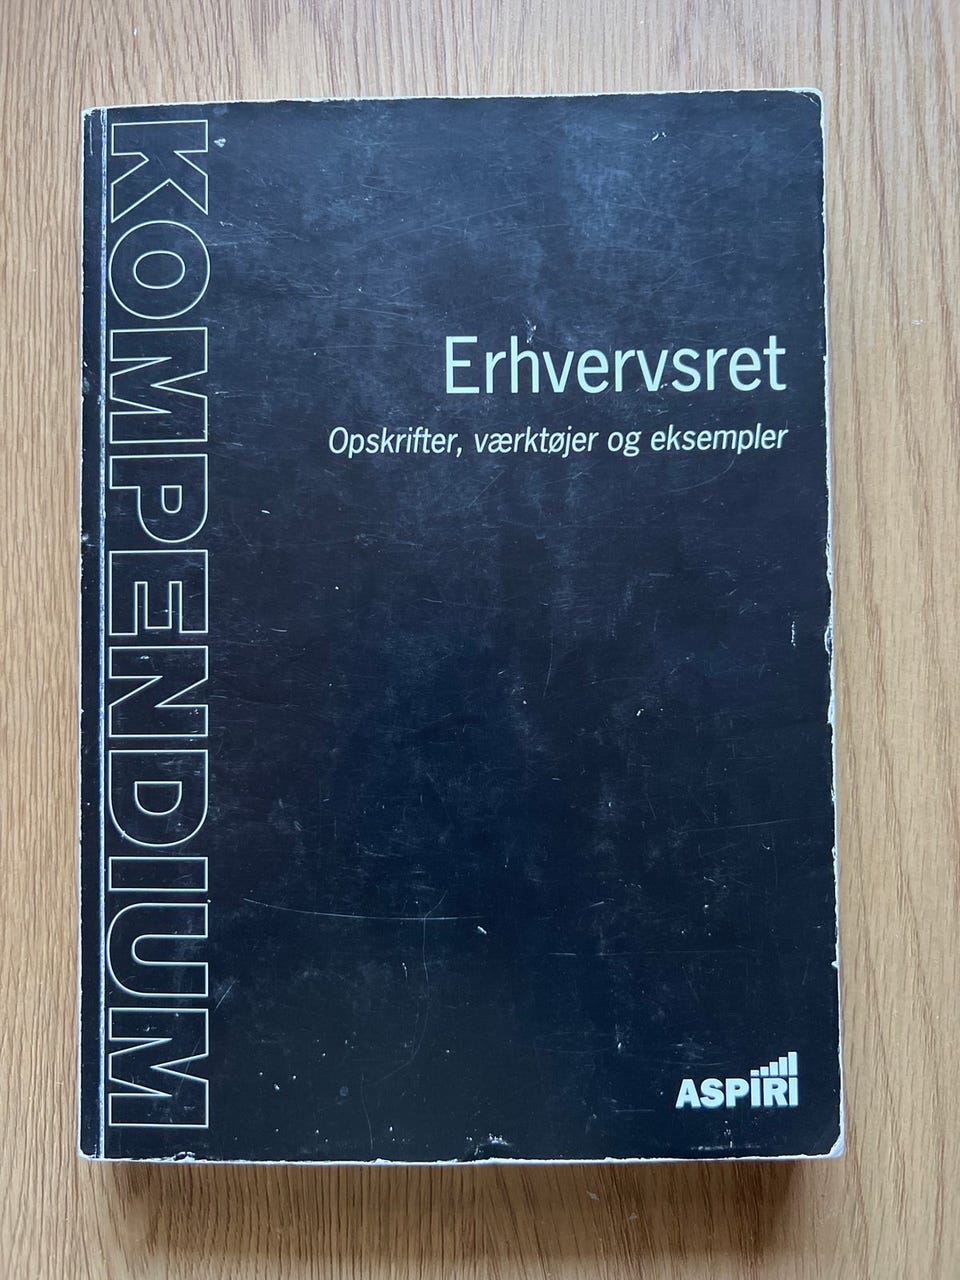 KOMPENDIUM
Erhvervsret
Opskrifter, værktøjer og eksempler
ASPIRI